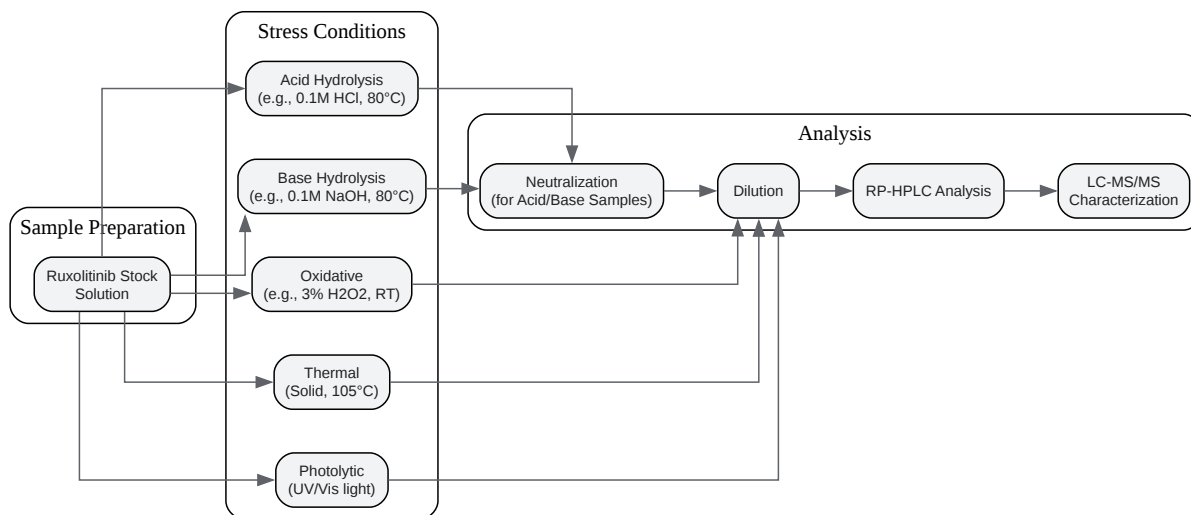 Sample Preparation
Ruxolitinib Stock
Solution
Stress Conditions
Acid Hydrolysis
(e.g., 0.1M HCl, 80°C)
Base Hydrolysis
(e.g., 0.1M NaOH, 80°C)
Oxidative
(e.g., 3% H2O2, RT)
Thermal
(Solid, 105°C)
Photolytic
(UV/Vis light)
Analysis
Neutralization
(for Acid/Base Samples)
Dilution
RP-HPLC Analysis
LC-MS/MS
Characterization